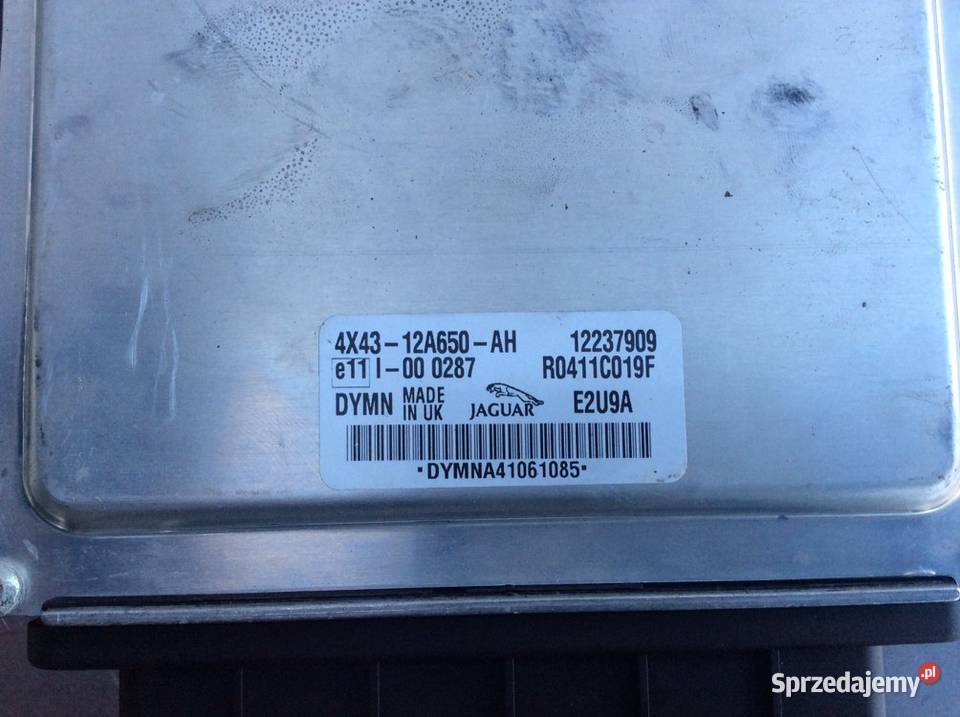 4X43-12A650-AH 12237909
e11 I-00 0287 R0411C019F
DYMN MADE IN UK JAGUAR E2U9A
*DYMNA41061085*
Sprzedajemy.pl